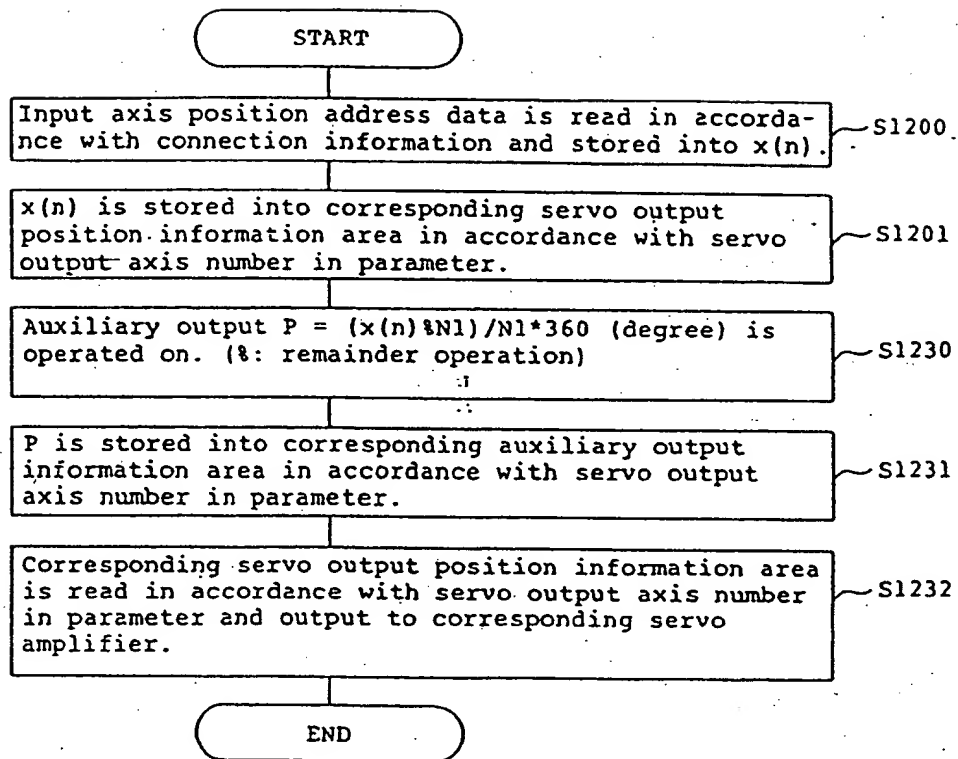 START
Input axis position address data is read in accorda-
nce with connection information and stored into x(n).
S1200
x(n) is stored into corresponding servo output
position information area in accordance with servo
output axis number in parameter.
S1201
Auxiliary output P = (x(n)%N1)/N1*360 (degree) is
operated on. (%: remainder operation)
S1230
P is stored into corresponding auxiliary output
information area in accordance with servo output
axis number in parameter.
S1231
Corresponding servo output position information area
is read in accordance with servo output axis number
in parameter and output to corresponding servo
amplifier.
S1232
END